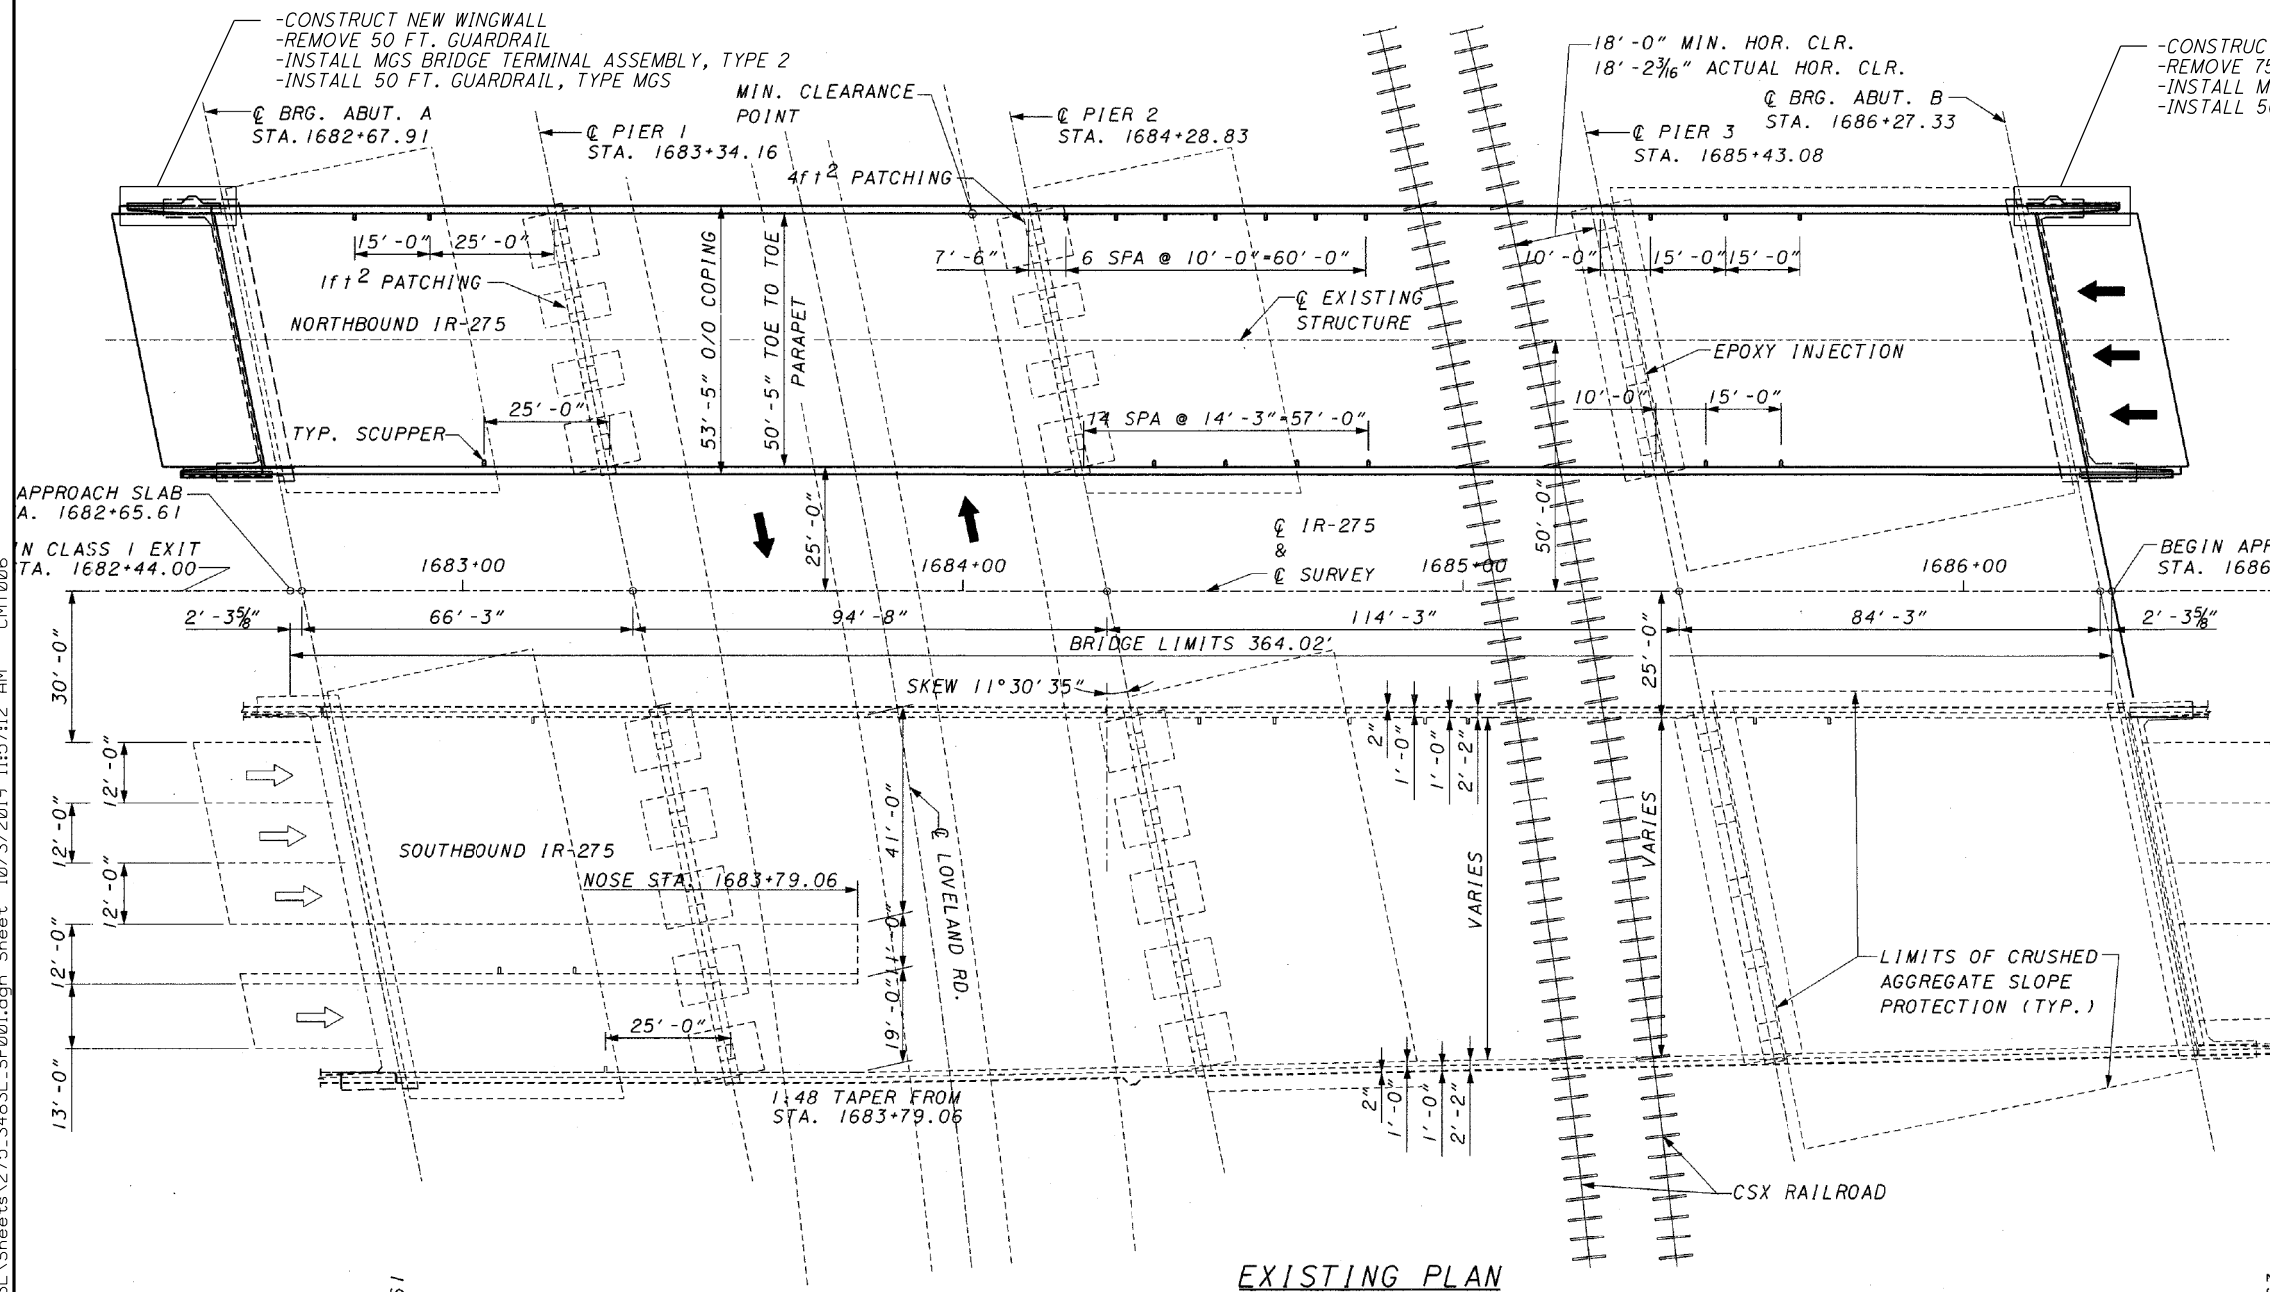 -CONSTRUCT NEW WINGWALL
-REMOVE 50 FT. GUARDRAIL
-INSTALL MGS BRIDGE TERMINAL ASSEMBLY, TYPE 2
-INSTALL 50 FT. GUARDRAIL, TYPE MGS
℄ BRG. ABUT. A
STA. 1682+67.91
℄ PIER 1
STA. 1683+34.16
MIN. CLEARANCE
POINT
℄ PIER 2
STA. 1684+28.83
18'-0" MIN. HOR. CLR.
18'-2 3/16" ACTUAL HOR. CLR.
℄ BRG. ABUT. B
STA. 1686+27.33
℄ PIER 3
STA. 1685+43.08
-CONSTRUC
-REMOVE 75
-INSTALL M
-INSTALL 50
4ft² PATCHING
15'-0"
25'-0"
1ft² PATCHING
NORTHBOUND IR-275
53'-5" O/O COPING
50'-5" TOE TO TOE
PARAPET
7'-6"
6 SPA @ 10'-0"=60'-0"
10'-0"
15'-0"
15'-0"
℄ EXISTING
STRUCTURE
EPOXY INJECTION
25'-0"
TYP. SCUPPER
14 SPA @ 14'-3"=57'-0"
10'-0"
15'-0"
APPROACH SLAB
A. 1682+65.61
IN CLASS 1 EXIT
TA. 1682+44.00
25'-0"
50'-0"
℄ IR-275
&
℄ SURVEY
1683+00
1684+00
1685+00
1686+00
BEGIN APP
STA. 1686
2'-3⅝"
66'-3"
94'-8"
114'-3"
84'-3"
2'-3⅝"
BRIDGE LIMITS 364.02'
30'-0"
25'-0"
SKEW 11°30'35"
2"
1'-0"
1'-0"
2'-2"
12'-0"
12'-0"
12'-0"
12'-0"
13'-0"
SOUTHBOUND IR-275
NOSE STA. 1683+79.06
41'-0"
11'-0"
19'-0"
℄ LOVELAND RD.
VARIES
VARIES
25'-0"
LIMITS OF CRUSHED
AGGREGATE SLOPE
PROTECTION (TYP.)
1:48 TAPER FROM
STA. 1683+79.06
2"
1'-0"
1'-0"
2'-2"
CSX RAILROAD
EXISTING PLAN